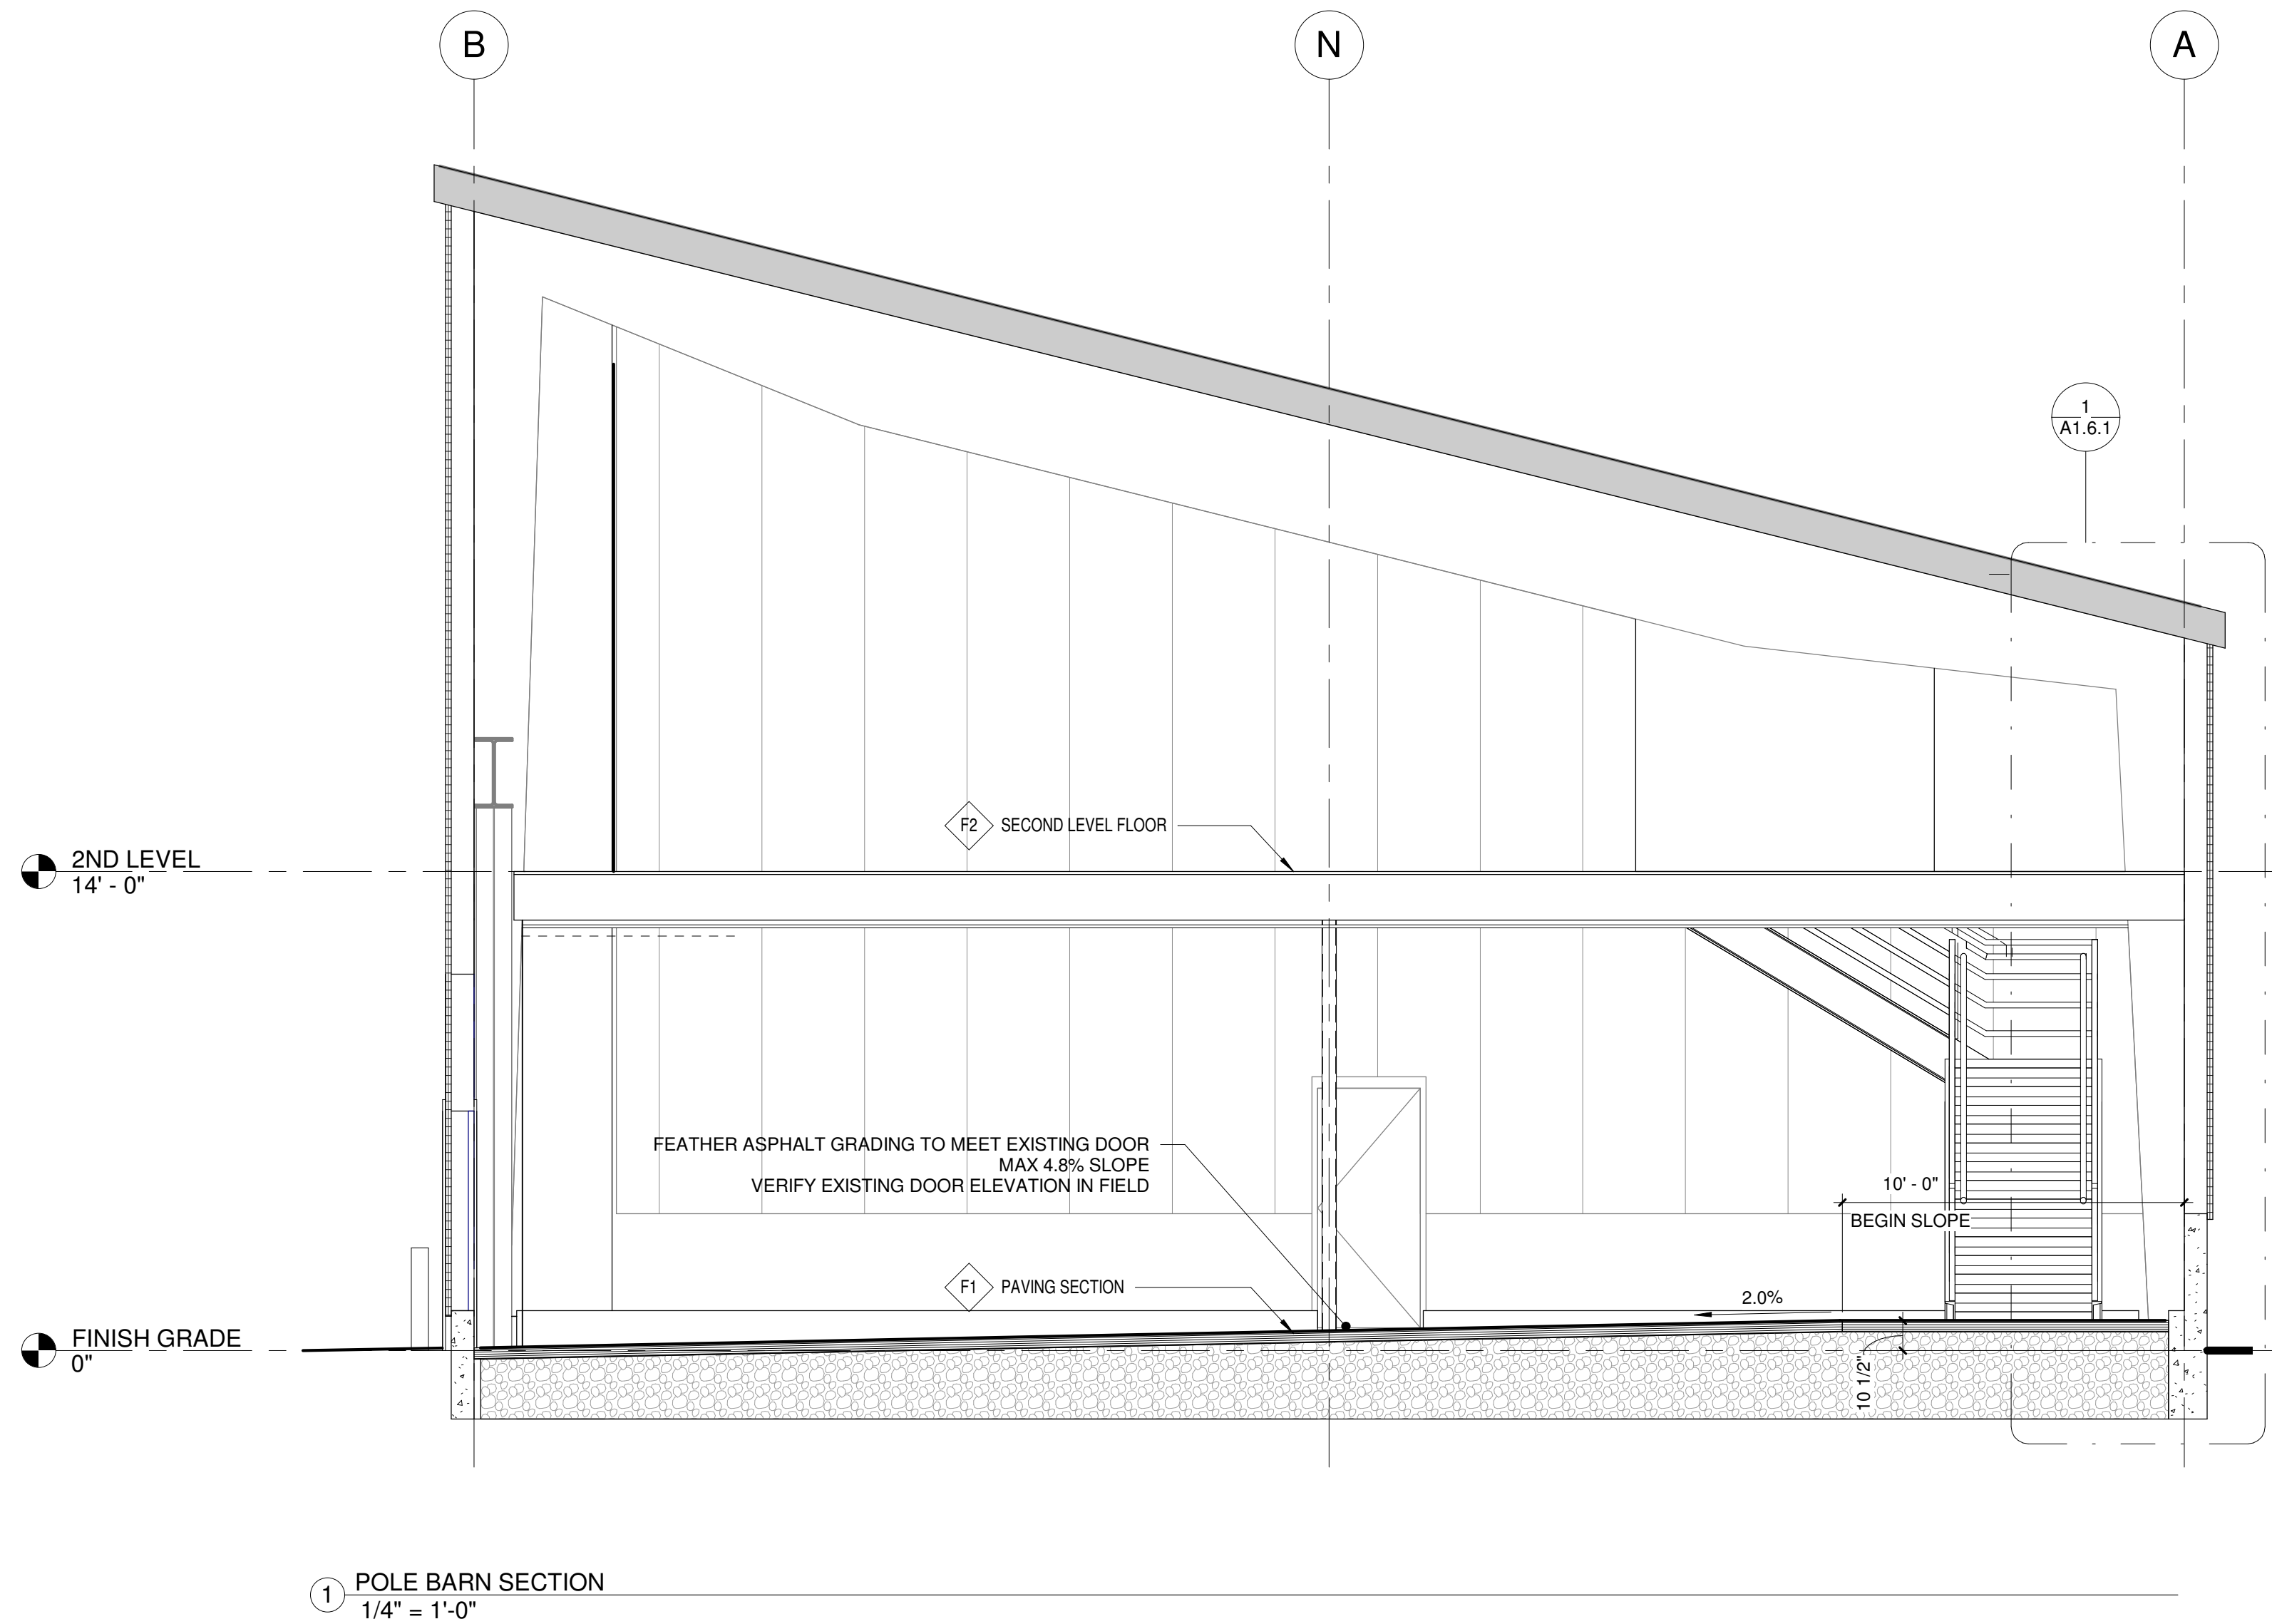 B
N
A
1
A1.6.1
F2 SECOND LEVEL FLOOR
2ND LEVEL
14' - 0"
FEATHER ASPHALT GRADING TO MEET EXISTING DOOR
MAX 4.8% SLOPE
VERIFY EXISTING DOOR ELEVATION IN FIELD
10' - 0"
BEGIN SLOPE
F1 PAVING SECTION
2.0%
FINISH GRADE
0"
10 1/2"
1 POLE BARN SECTION
1/4" = 1'-0"